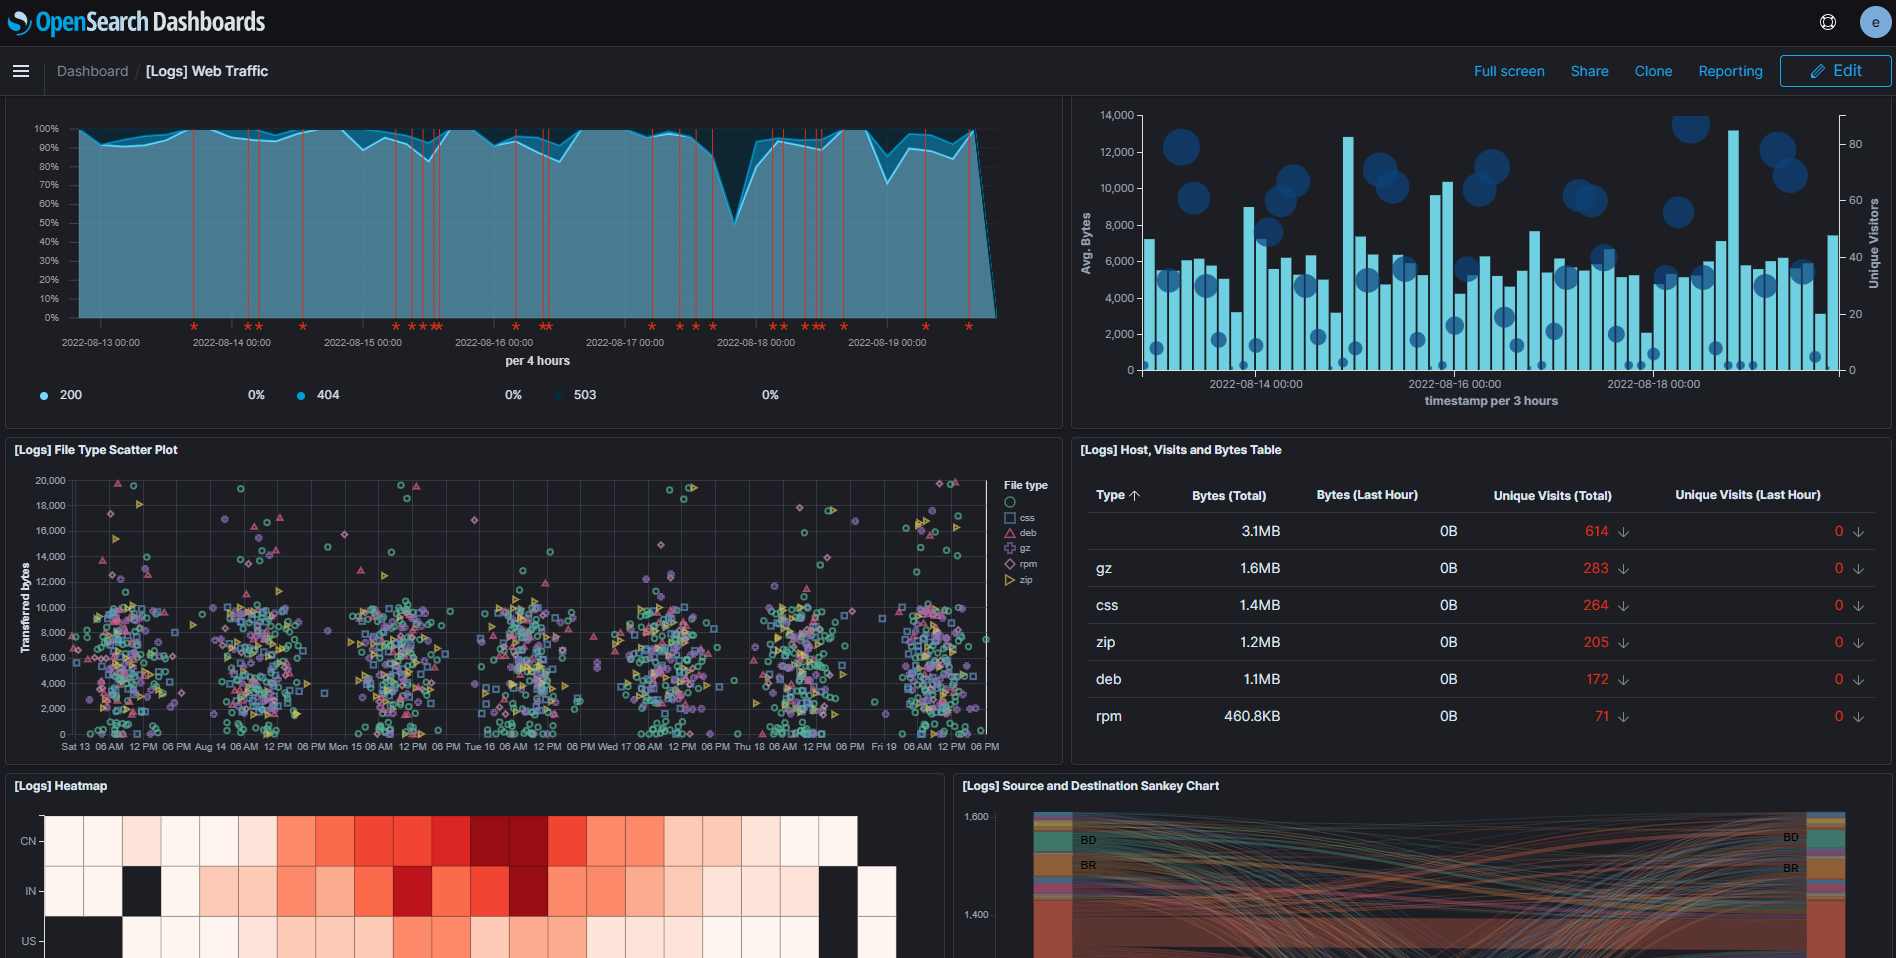 OpenSearch Dashboards
e
Dashboard / [Logs] Web Traffic
Full screen Share Clone Reporting Edit
100%
90%
80%
70%
60%
50%
40%
30%
20%
10%
0%
2022-08-13 00:00 2022-08-14 00:00 2022-08-15 00:00 2022-08-16 00:00 2022-08-17 00:00 2022-08-18 00:00 2022-08-19 00:00
per 4 hours
200 0% 404 0% 503 0%
Avg. Bytes
14,000
12,000
10,000
8,000
6,000
4,000
2,000
0
80
60
40
20
0
Unique Visitors
2022-08-14 00:00 2022-08-16 00:00 2022-08-18 00:00
timestamp per 3 hours
[Logs] File Type Scatter Plot
Transferred bytes
20,000
18,000
16,000
14,000
12,000
10,000
8,000
6,000
4,000
2,000
0
Sat 13 06 AM 12 PM 06 PM Aug 14 06 AM 12 PM 06 PM Mon 15 06 AM 12 PM 06 PM Tue 16 06 AM 12 PM 06 PM Wed 17 06 AM 12 PM 06 PM Thu 18 06 AM 12 PM 06 PM Fri 19 06 AM 12 PM 06 PM
File type
css
deb
gz
rpm
zip
[Logs] Host, Visits and Bytes Table
Type Bytes (Total) Bytes (Last Hour) Unique Visits (Total) Unique Visits (Last Hour)
3.1MB 0B 614 0
gz 1.6MB 0B 283 0
css 1.4MB 0B 264 0
zip 1.2MB 0B 205 0
deb 1.1MB 0B 172 0
rpm 460.8KB 0B 71 0
[Logs] Heatmap
CN
IN
US
[Logs] Source and Destination Sankey Chart
1,600
1,400
BD
BR
BD
BR